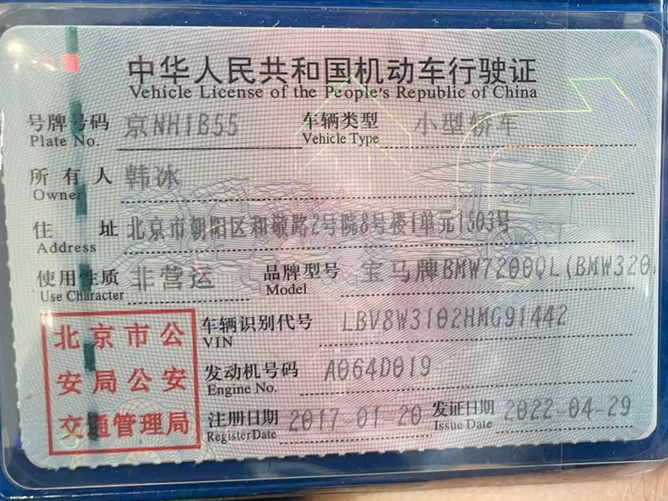 中华人民共和国机动车行驶证
Vehicle License of the People's Republic of China
号牌号码 京NH1B55 车辆类型 小型轿车
Plate No. Vehicle Type
所有人 韩冰
Owner
住址 北京市朝阳区和敬路2号院8号楼1单元1503号
Address
使用性质 非营运 品牌型号 宝马牌BMW7200QL(BMW320
Use Character Model
北京市公安局公安交通管理局
车辆识别代号 LBV8W3102HMG91442
VIN
发动机号码 A064D019
Engine No.
注册日期 2017-01-20 发证日期 2022-04-29
Register Date Issue Date